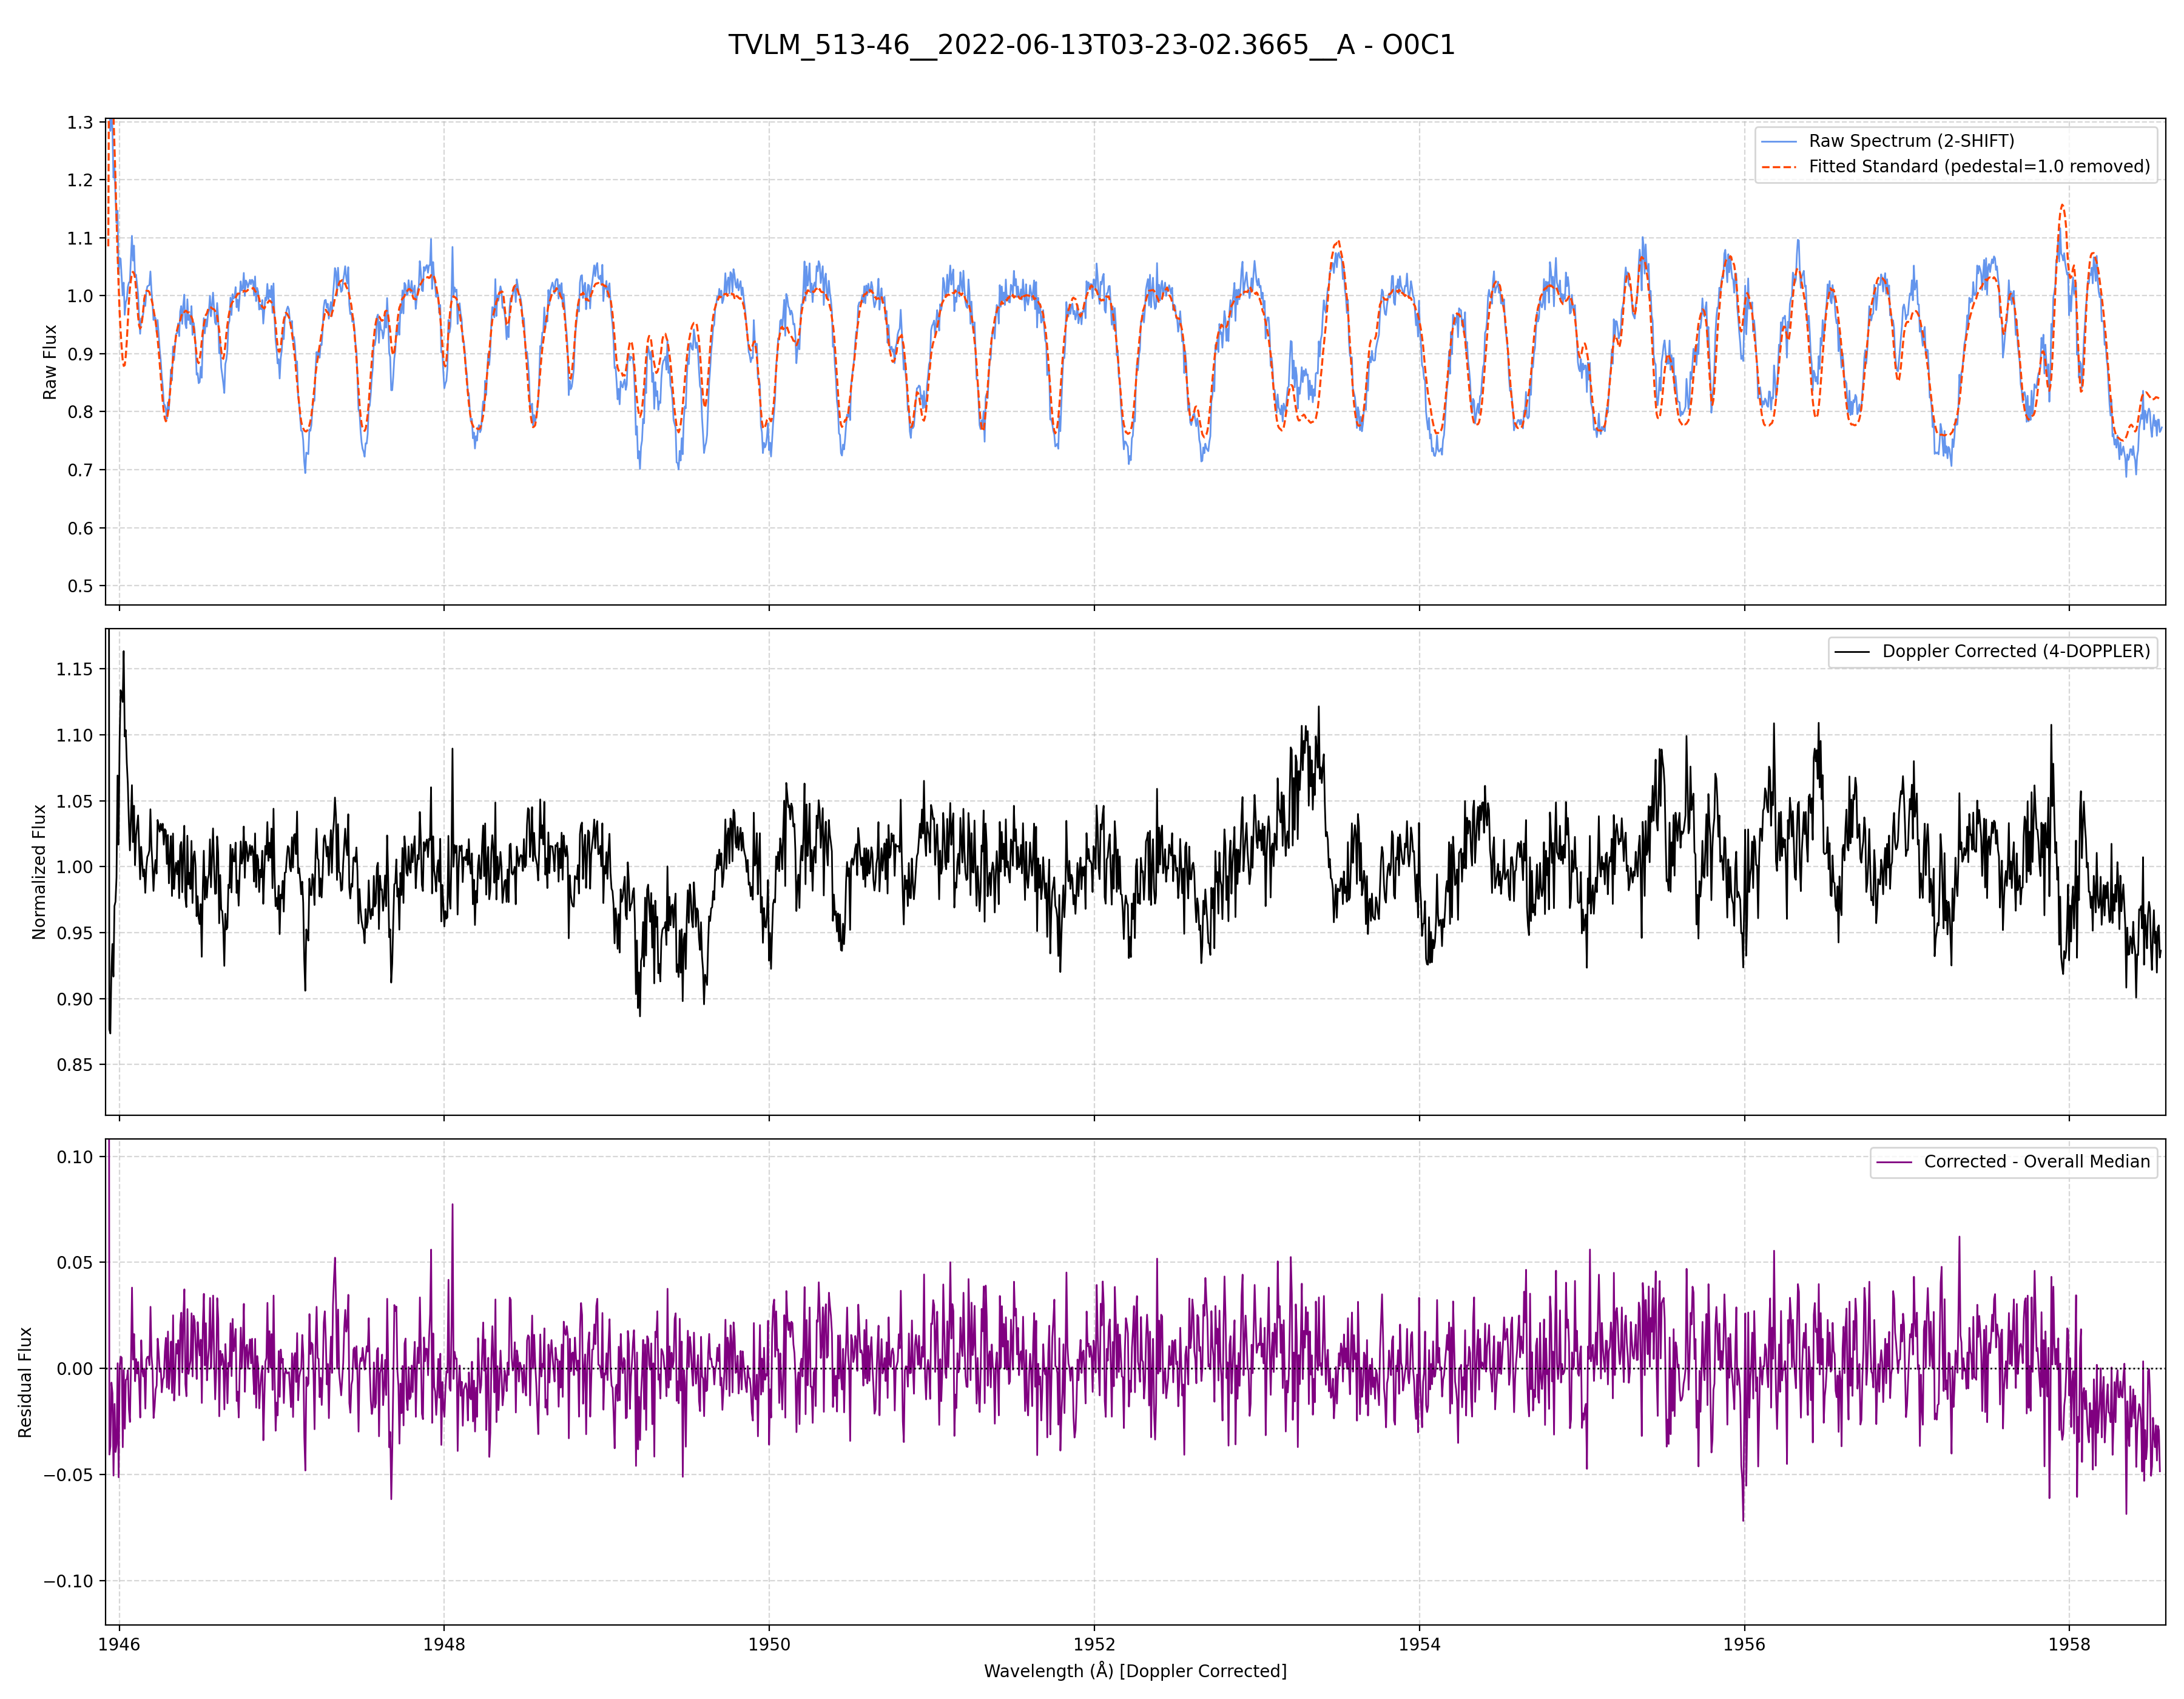 TVLM_513-46__2022-06-13T03-23-02.3665__A - O0C1
1.3
1.2
1.1
1.0
0.9
0.8
0.7
0.6
0.5
Raw Flux
Raw Spectrum (2-SHIFT)
Fitted Standard (pedestal=1.0 removed)
1.15
1.10
1.05
1.00
0.95
0.90
0.85
Normalized Flux
Doppler Corrected (4-DOPPLER)
0.10
0.05
0.00
−0.05
−0.10
Residual Flux
Corrected - Overall Median
1946 1948 1950 1952 1954 1956 1958
Wavelength (Å) [Doppler Corrected]